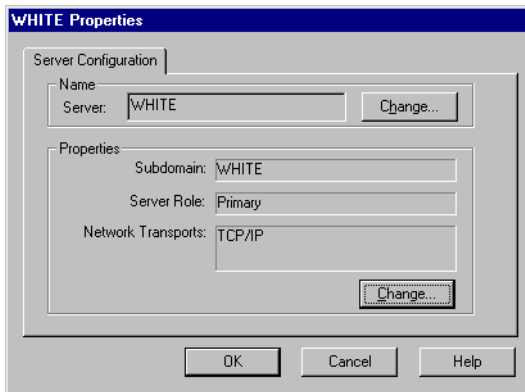 WHITE Properties
Server Configuration
Name
Server: WHITE Change...
Properties
Subdomain: WHITE
Server Role: Primary
Network Transports: TCP/IP
Change...
OK Cancel Help